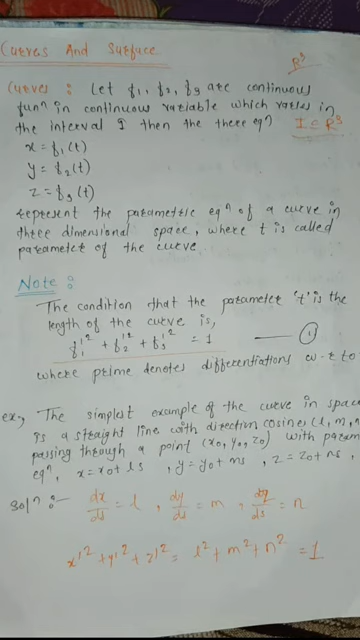 Curves And Surface
R³
Curves : Let f₁, f₂, f₃ are continuous
funⁿ in continuous variable which varies in
the interval I then the three eqⁿ I ⊆ R³
x = f₁(t)
y = f₂(t)
z = f₃(t)
represent the parametric eqⁿ of a curve in
three dimensional space, where t is called
parameter of the curve
Note :
The condition that the parameter 't' is the
length of the curve is,
f₁'² + f₂'² + f₃'² = 1 —— ①
where prime denotes differentiations w.r to
ex, The simplest example of the curve in spac
is a straight line with direction cosines (l, m, n
passing through a point (x₀, y₀, z₀) with param
eqⁿ, x = x₀ + ls , y = y₀ + ms , z = z₀ + ns ,
Solⁿ :- dx/ds = l , dy/ds = m , dz/ds = n
x'² + y'² + z'² = l² + m² + n² = 1